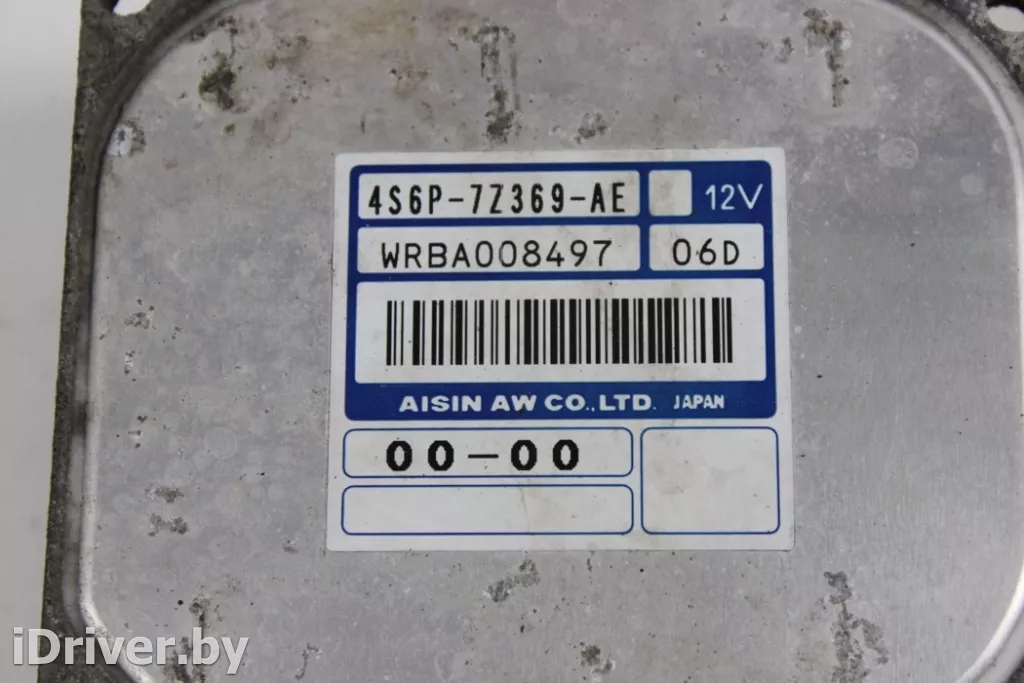 4S6P-7Z369-AE 12V
WRBA008497 06D
AISIN AW CO.,LTD. JAPAN
00-00
iDriver.by